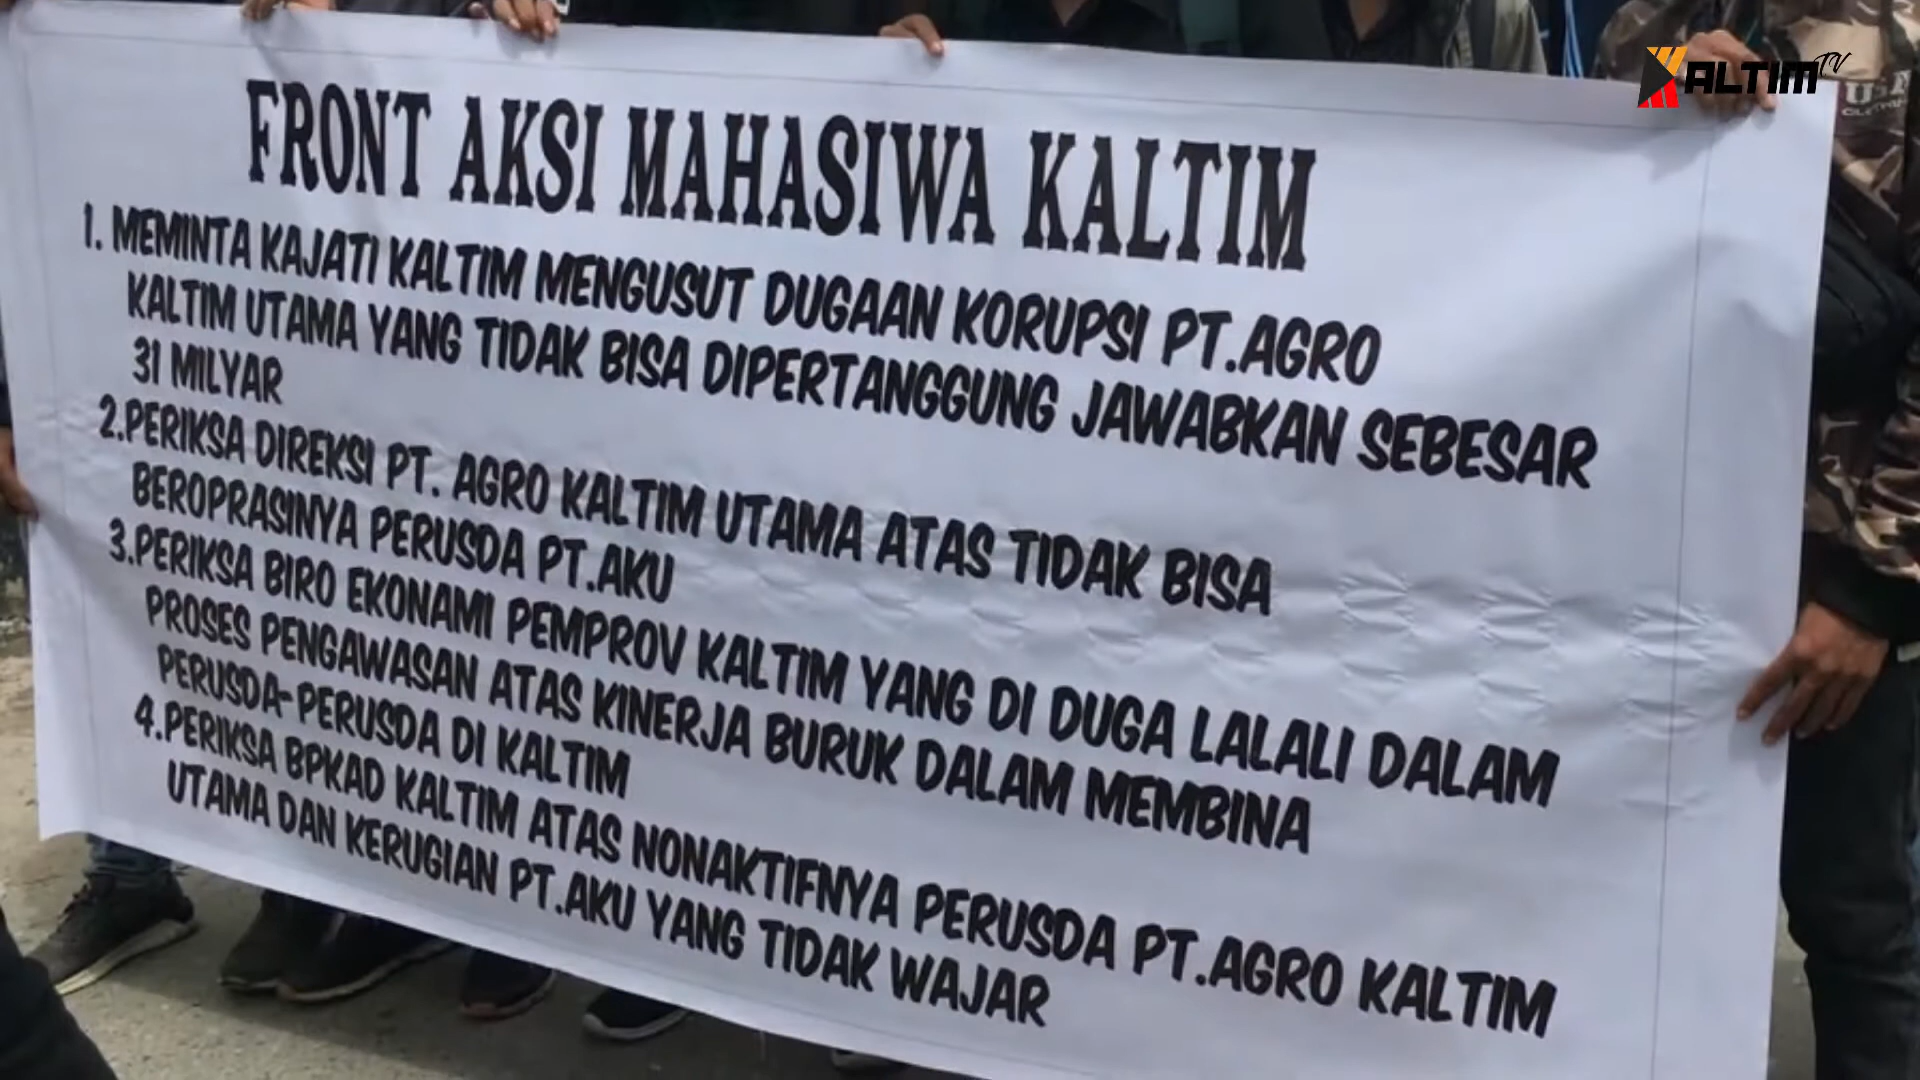 KALTIM TV
FRONT AKSI MAHASIWA KALTIM
1. MEMINTA KAJATI KALTIM MENGUSUT DUGAAN KORUPSI PT.AGRO
KALTIM UTAMA YANG TIDAK BISA DIPERTANGGUNG JAWABKAN SEBESAR
31 MILYAR
2.PERIKSA DIREKSI PT. AGRO KALTIM UTAMA ATAS TIDAK BISA
BEROPRASINYA PERUSDA PT.AKU
3.PERIKSA BIRO EKONAMI PEMPROV KALTIM YANG DI DUGA LALALI DALAM
PROSES PENGAWASAN ATAS KINERJA BURUK DALAM MEMBINA
PERUSDA-PERUSDA DI KALTIM
4.PERIKSA BPKAD KALTIM ATAS NONAKTIFNYA PERUSDA PT.AGRO KALTIM
UTAMA DAN KERUGIAN PT.AKU YANG TIDAK WAJAR